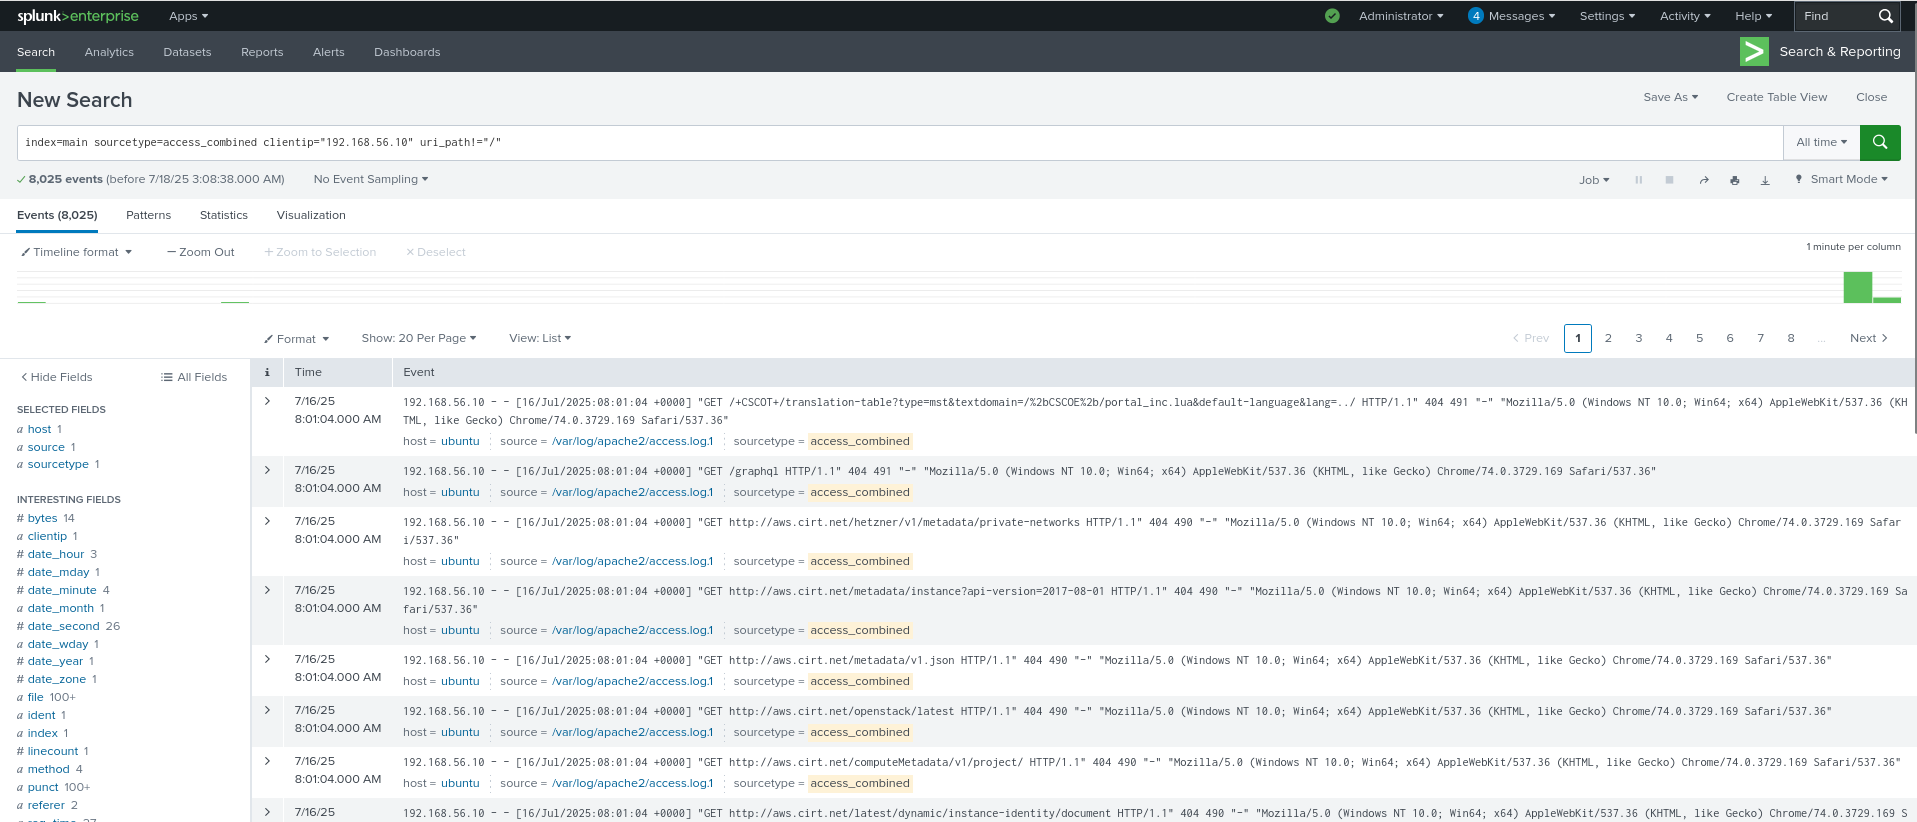 splunk>enterprise Apps Administrator 4 Messages Settings Activity Help Find
Search Analytics Datasets Reports Alerts Dashboards > Search & Reporting
New Search Save As Create Table View Close
index=main sourcetype=access_combined clientip="192.168.56.10" uri_path!="/" All time
8,025 events (before 7/18/25 3:08:38.000 AM) No Event Sampling Job Smart Mode
Events (8,025) Patterns Statistics Visualization
Timeline format — Zoom Out + Zoom to Selection × Deselect 1 minute per column
Format Show: 20 Per Page View: List < Prev 1 2 3 4 5 6 7 8 ... Next >
< Hide Fields All Fields
SELECTED FIELDS
a host 1
a source 1
a sourcetype 1
INTERESTING FIELDS
# bytes 14
a clientip 1
# date_hour 3
# date_mday 1
# date_minute 4
a date_month 1
# date_second 26
a date_wday 1
# date_year 1
# date_zone 1
a file 100+
a ident 1
a index 1
# linecount 1
a method 4
a punct 100+
a referer 2
i Time Event
7/16/25
8:01:04.000 AM
192.168.56.10 - - [16/Jul/2025:08:01:04 +0000] "GET /+CSCOT+/translation-table?type=mst&textdomain=/%2bCSCOE%2b/portal_inc.lua&default-language&lang=../ HTTP/1.1" 404 491 "-" "Mozilla/5.0 (Windows NT 10.0; Win64; x64) AppleWebKit/537.36 (KH
TML, like Gecko) Chrome/74.0.3729.169 Safari/537.36"
host = ubuntu source = /var/log/apache2/access.log.1 sourcetype = access_combined
7/16/25
8:01:04.000 AM
192.168.56.10 - - [16/Jul/2025:08:01:04 +0000] "GET /graphql HTTP/1.1" 404 491 "-" "Mozilla/5.0 (Windows NT 10.0; Win64; x64) AppleWebKit/537.36 (KHTML, like Gecko) Chrome/74.0.3729.169 Safari/537.36"
host = ubuntu source = /var/log/apache2/access.log.1 sourcetype = access_combined
7/16/25
8:01:04.000 AM
192.168.56.10 - - [16/Jul/2025:08:01:04 +0000] "GET http://aws.cirt.net/hetzner/v1/metadata/private-networks HTTP/1.1" 404 490 "-" "Mozilla/5.0 (Windows NT 10.0; Win64; x64) AppleWebKit/537.36 (KHTML, like Gecko) Chrome/74.0.3729.169 Safar
i/537.36"
host = ubuntu source = /var/log/apache2/access.log.1 sourcetype = access_combined
7/16/25
8:01:04.000 AM
192.168.56.10 - - [16/Jul/2025:08:01:04 +0000] "GET http://aws.cirt.net/metadata/instance?api-version=2017-08-01 HTTP/1.1" 404 490 "-" "Mozilla/5.0 (Windows NT 10.0; Win64; x64) AppleWebKit/537.36 (KHTML, like Gecko) Chrome/74.0.3729.169 Sa
fari/537.36"
host = ubuntu source = /var/log/apache2/access.log.1 sourcetype = access_combined
7/16/25
8:01:04.000 AM
192.168.56.10 - - [16/Jul/2025:08:01:04 +0000] "GET http://aws.cirt.net/metadata/v1.json HTTP/1.1" 404 490 "-" "Mozilla/5.0 (Windows NT 10.0; Win64; x64) AppleWebKit/537.36 (KHTML, like Gecko) Chrome/74.0.3729.169 Safari/537.36"
host = ubuntu source = /var/log/apache2/access.log.1 sourcetype = access_combined
7/16/25
8:01:04.000 AM
192.168.56.10 - - [16/Jul/2025:08:01:04 +0000] "GET http://aws.cirt.net/openstack/latest HTTP/1.1" 404 490 "-" "Mozilla/5.0 (Windows NT 10.0; Win64; x64) AppleWebKit/537.36 (KHTML, like Gecko) Chrome/74.0.3729.169 Safari/537.36"
host = ubuntu source = /var/log/apache2/access.log.1 sourcetype = access_combined
7/16/25
8:01:04.000 AM
192.168.56.10 - - [16/Jul/2025:08:01:04 +0000] "GET http://aws.cirt.net/computeMetadata/v1/project/ HTTP/1.1" 404 490 "-" "Mozilla/5.0 (Windows NT 10.0; Win64; x64) AppleWebKit/537.36 (KHTML, like Gecko) Chrome/74.0.3729.169 Safari/537.36"
host = ubuntu source = /var/log/apache2/access.log.1 sourcetype = access_combined
7/16/25
192.168.56.10 - - [16/Jul/2025:08:01:04 +0000] "GET http://aws.cirt.net/latest/dynamic/instance-identity/document HTTP/1.1" 404 490 "-" "Mozilla/5.0 (Windows NT 10.0; Win64; x64) AppleWebKit/537.36 (KHTML, like Gecko) Chrome/74.0.3729.169 S